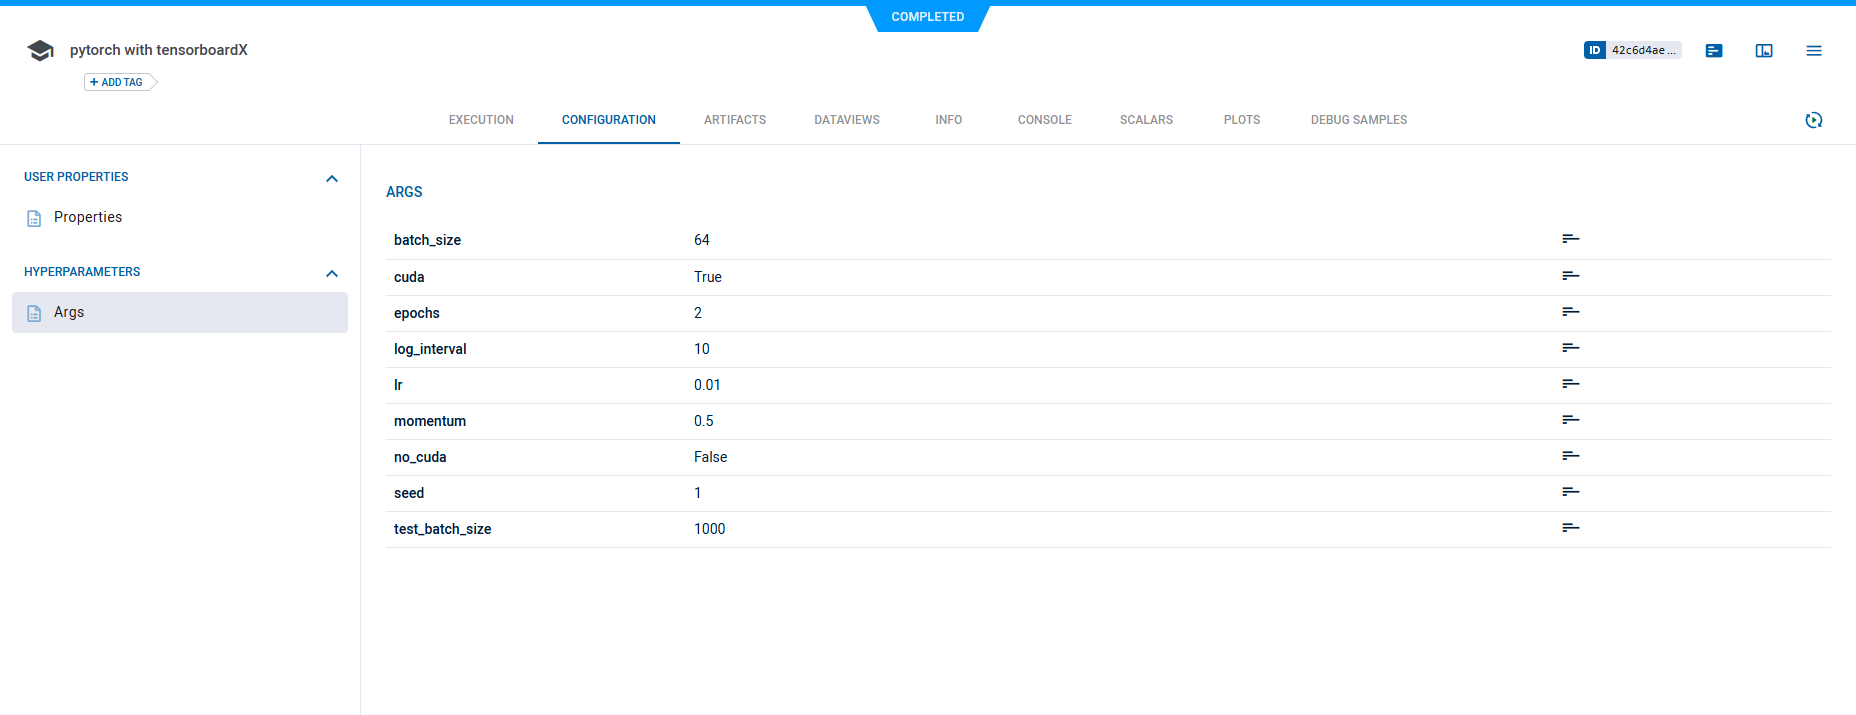 COMPLETED
pytorch with tensorboardX
ID 42c6d4ae ...
+ ADD TAG
EXECUTION CONFIGURATION ARTIFACTS DATAVIEWS INFO CONSOLE SCALARS PLOTS DEBUG SAMPLES
USER PROPERTIES
Properties
HYPERPARAMETERS
Args
ARGS
batch_size 64
cuda True
epochs 2
log_interval 10
lr 0.01
momentum 0.5
no_cuda False
seed 1
test_batch_size 1000